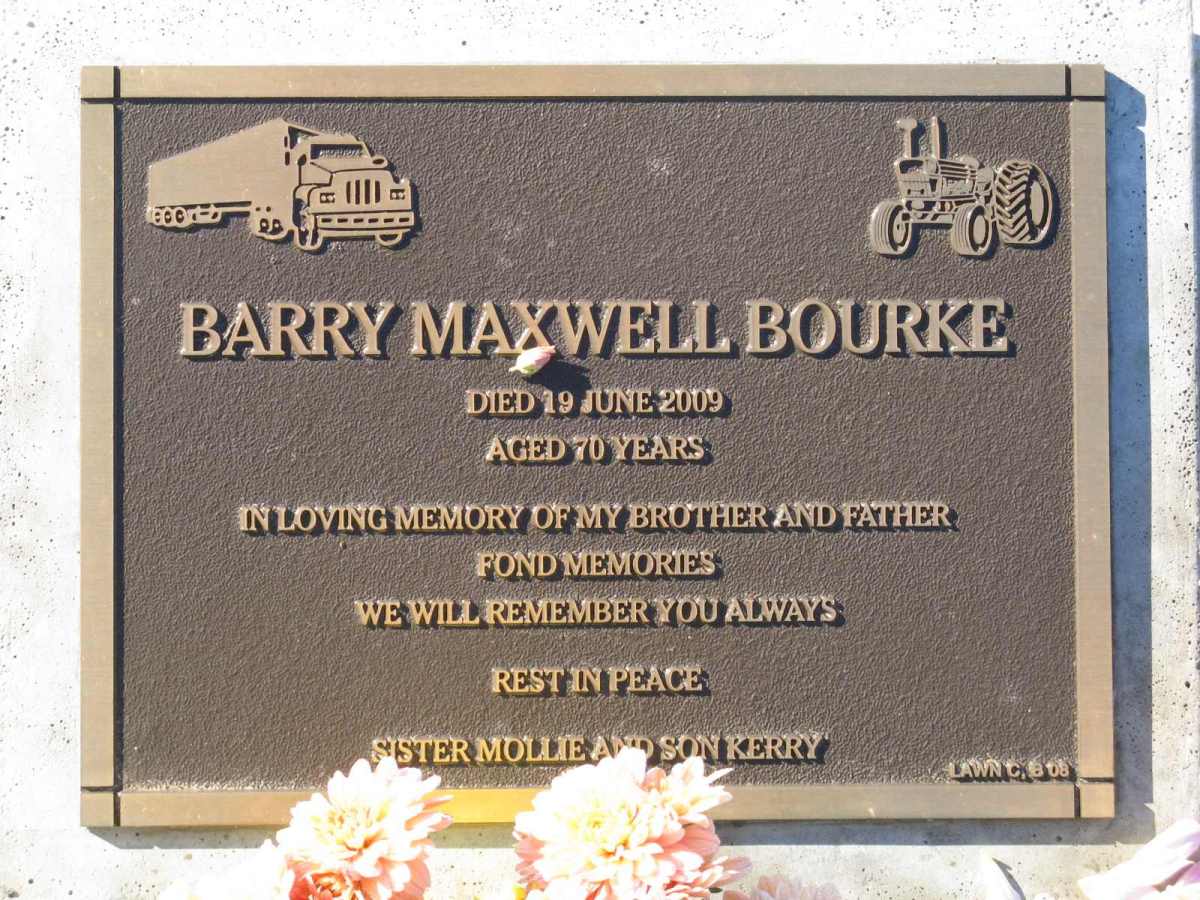 BARRY MAXWELL BOURKE
DIED 19 JUNE 2009
AGED 70 YEARS
IN LOVING MEMORY OF MY BROTHER AND FATHER
FOND MEMORIES
WE WILL REMEMBER YOU ALWAYS
REST IN PEACE
SISTER MOLLIE AND SON KERRY
LAWN C, B 08